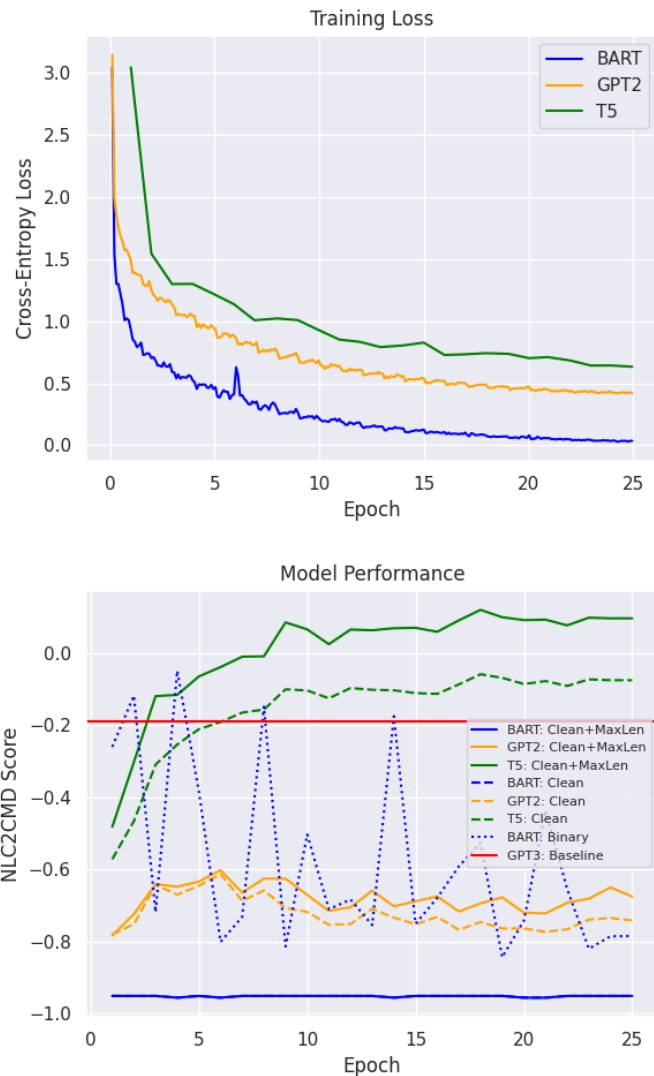 Training Loss
BART
GPT2
T5
3.0
2.5
2.0
1.5
1.0
0.5
0.0
Cross-Entropy Loss
0 5 10 15 20 25
Epoch
Model Performance
0.0
−0.2
−0.4
−0.6
−0.8
−1.0
NLC2CMD Score
BART: Clean+MaxLen
GPT2: Clean+MaxLen
T5: Clean+MaxLen
BART: Clean
GPT2: Clean
T5: Clean
BART: Binary
GPT3: Baseline
0 5 10 15 20 25
Epoch